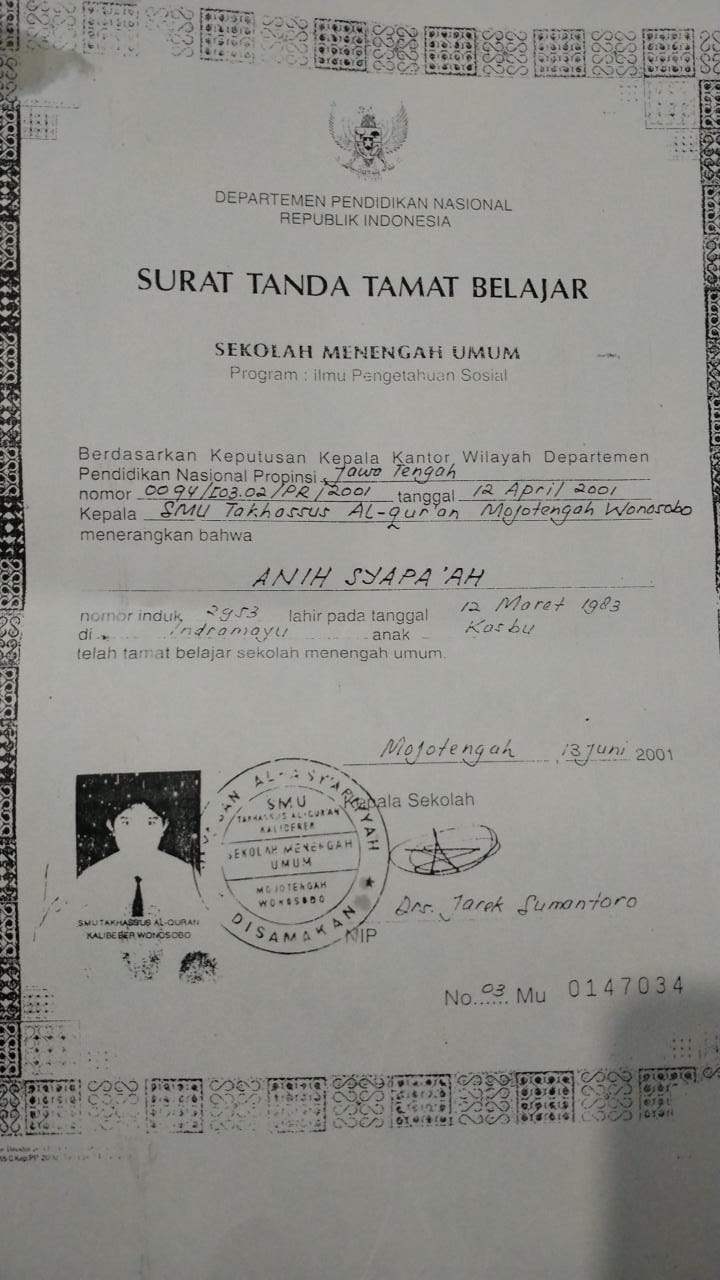 DEPARTEMEN PENDIDIKAN NASIONAL
REPUBLIK INDONESIA
SURAT TANDA TAMAT BELAJAR
SEKOLAH MENENGAH UMUM
Program : Ilmu Pengetahuan Sosial
Berdasarkan Keputusan Kepala Kantor Wilayah Departemen
Pendidikan Nasional Propinsi Jawa Tengah
nomor 0094/I03.02/PR/2001 tanggal 12 April 2001
Kepala SMU Takhassus AL-qur'an Mojotengah Wonosobo
menerangkan bahwa
ANIH SYAPA'AH
nomor induk 2953 lahir pada tanggal 12 Maret 1983
di Indramayu anak Kasbu
telah tamat belajar sekolah menengah umum.
Mojotengah, 13 Juni 2001
Kepala Sekolah
AL-ASY'ARIYYAH
SMU
TAKHASSUS AL-QUR'AN
KALIBEBER
SEKOLAH MENENGAH
UMUM
MOJOTENGAH
WONOSOBO
DISAMAKAN
SMU TAKHASSUS AL-QURAN
KALIBEBER WONOSOBO
Drs. Jarok Sumantoro
NIP
No. 03 Mu 0147034